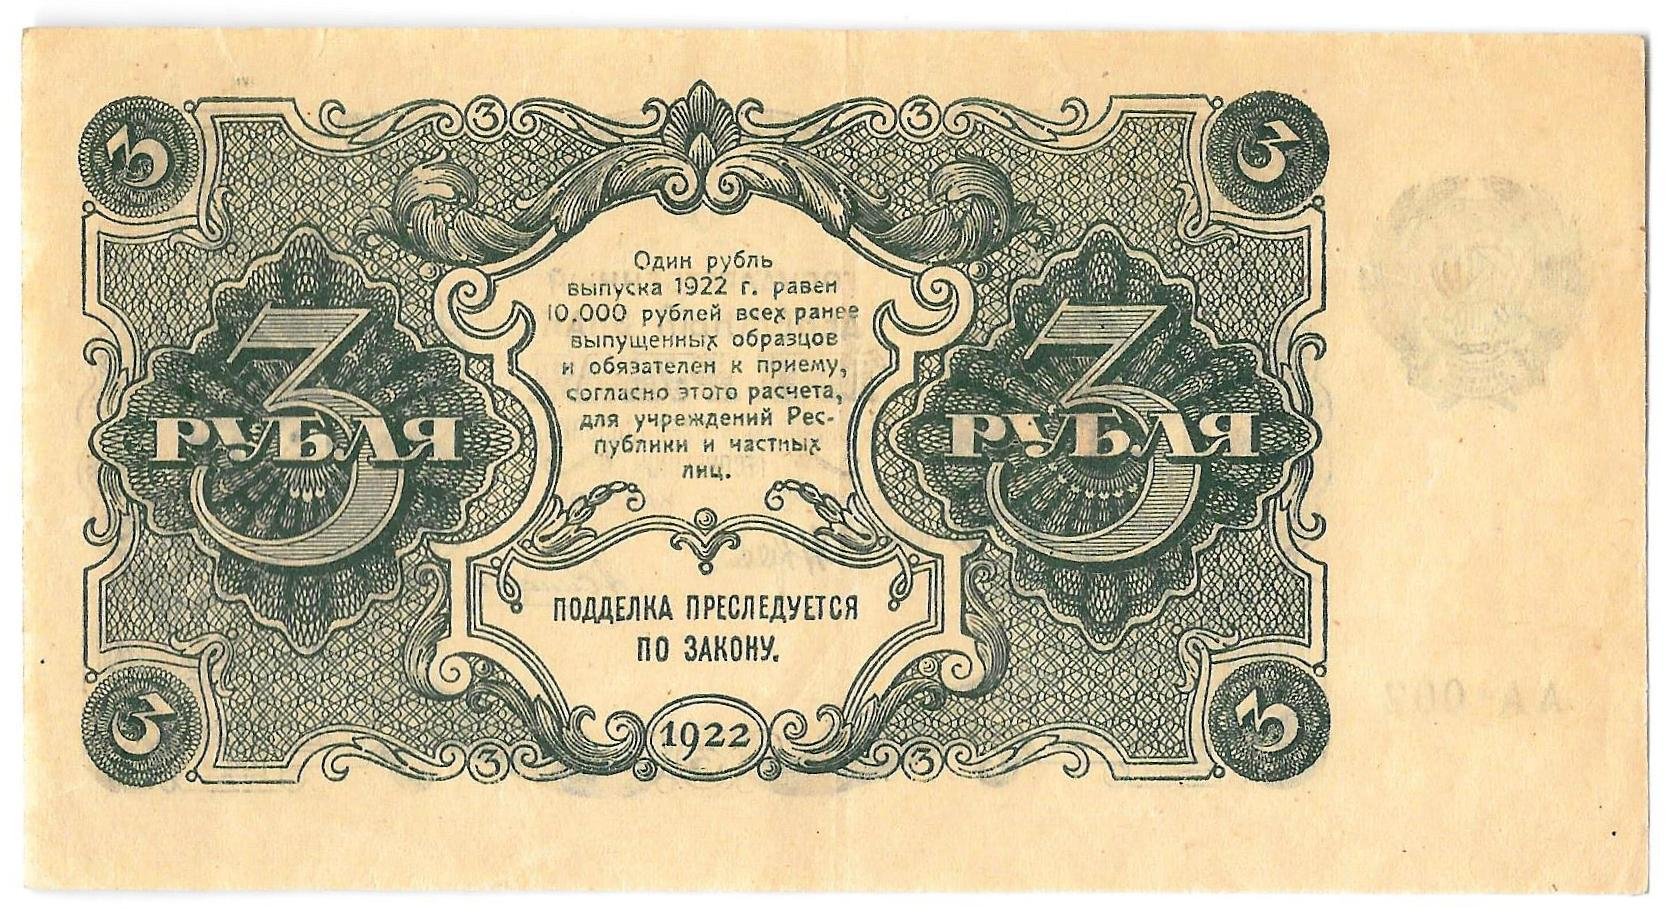 3 3 3 3
Один рубль
выпуска 1922 г. равен
10.000 рублей всех ранее
выпущенных образцов
и обязателен к приему,
согласно этого расчета,
для учреждений Рес-
публики и частных
лиц.
3 3
РУБЛЯ РУБЛЯ
ПОДДЕЛКА ПРЕСЛЕДУЕТСЯ
ПО ЗАКОНУ.
3 1922 3
3 3